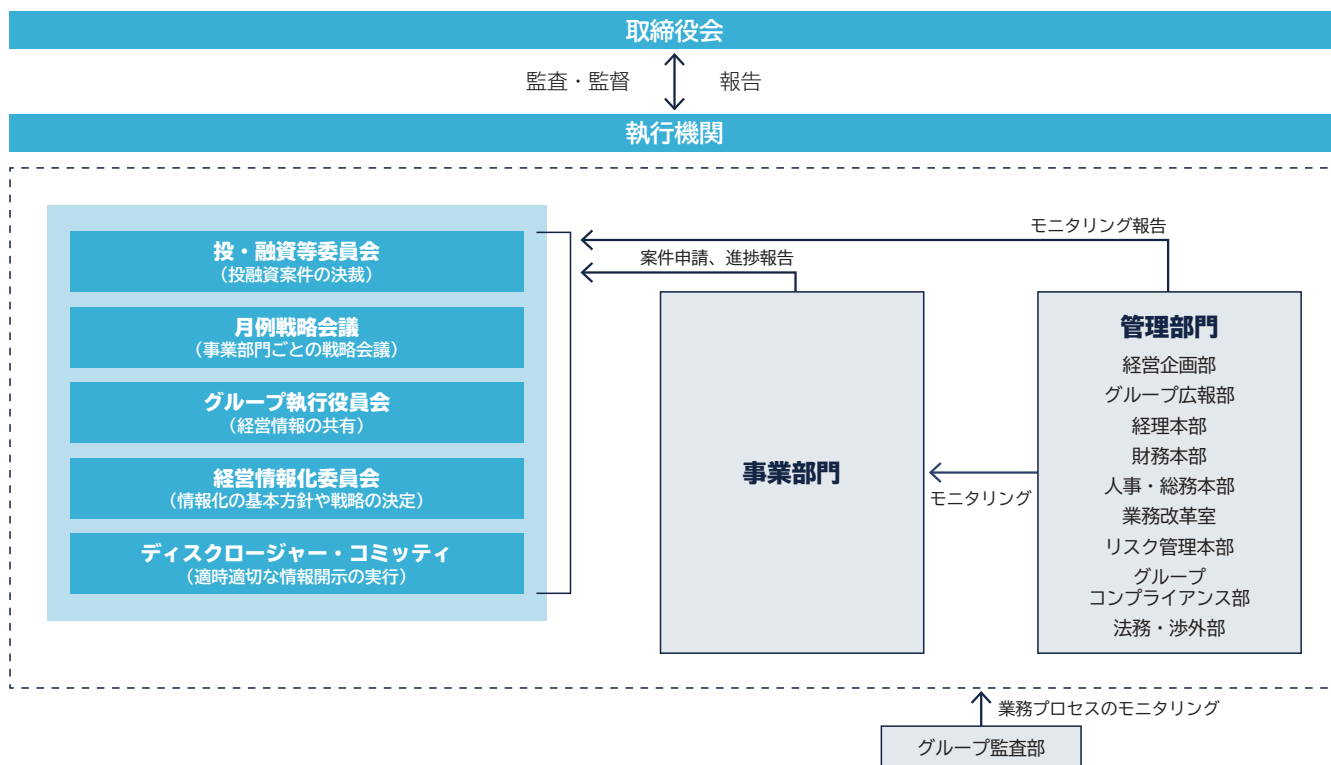 取締役会
監査・監督
報告
執行機関
投・融資等委員会
（投融資案件の決裁）
月例戦略会議
（事業部門ごとの戦略会議）
グループ執行役員会
（経営情報の共有）
経営情報化委員会
（情報化の基本方針や戦略の決定）
ディスクロージャー・コミッティ
（適時適切な情報開示の実行）
モニタリング報告
案件申請、進捗報告
事業部門
モニタリング
管理部門
経営企画部
グループ広報部
経理本部
財務本部
人事・総務本部
業務改革室
リスク管理本部
グループ
コンプライアンス部
法務・渉外部
業務プロセスのモニタリング
グループ監査部